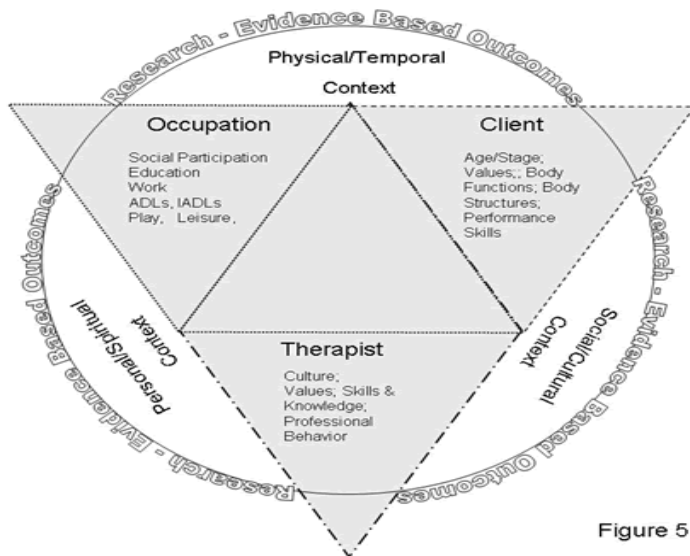 Research - Evidence Based Outcomes
Physical/Temporal
Context
Occupation
Social Participation
Education
Work
ADLs, IADLs
Play, Leisure,
Client
Age/Stage;
Values;; Body
Functions; Body
Structures;
Performance
Skills
Research - Evidence Based Outcomes
Personal/Spiritual
Context
Therapist
Culture;
Values; Skills &
Knowledge;
Professional
Behavior
Social/Cultural
Context
Research - Evidence Based Outcomes
Figure 5